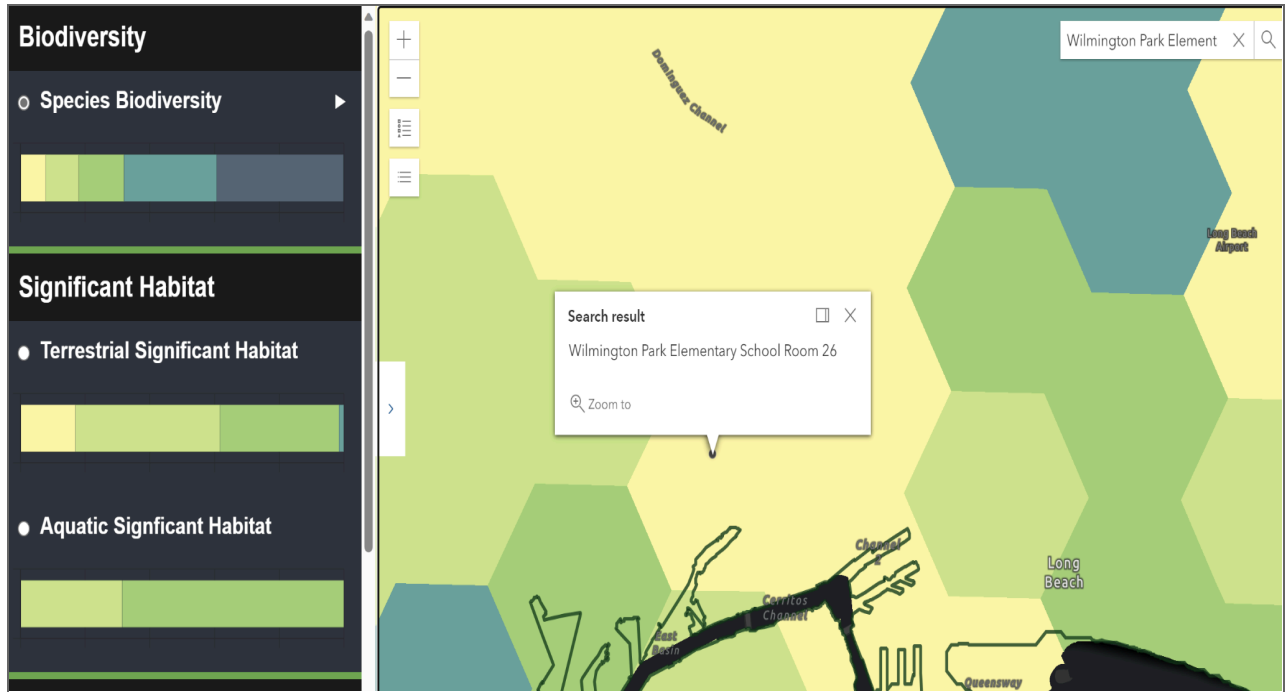 Biodiversity
Species Biodiversity
Significant Habitat
Terrestrial Significant Habitat
Aquatic Signficant Habitat
Wilmington Park Element
Dominguez Channel
Long Beach
Airport
Search result
Wilmington Park Elementary School Room 26
Zoom to
Channel
2
Long
Beach
Cerritos
Channel
East
Basin
Queensway